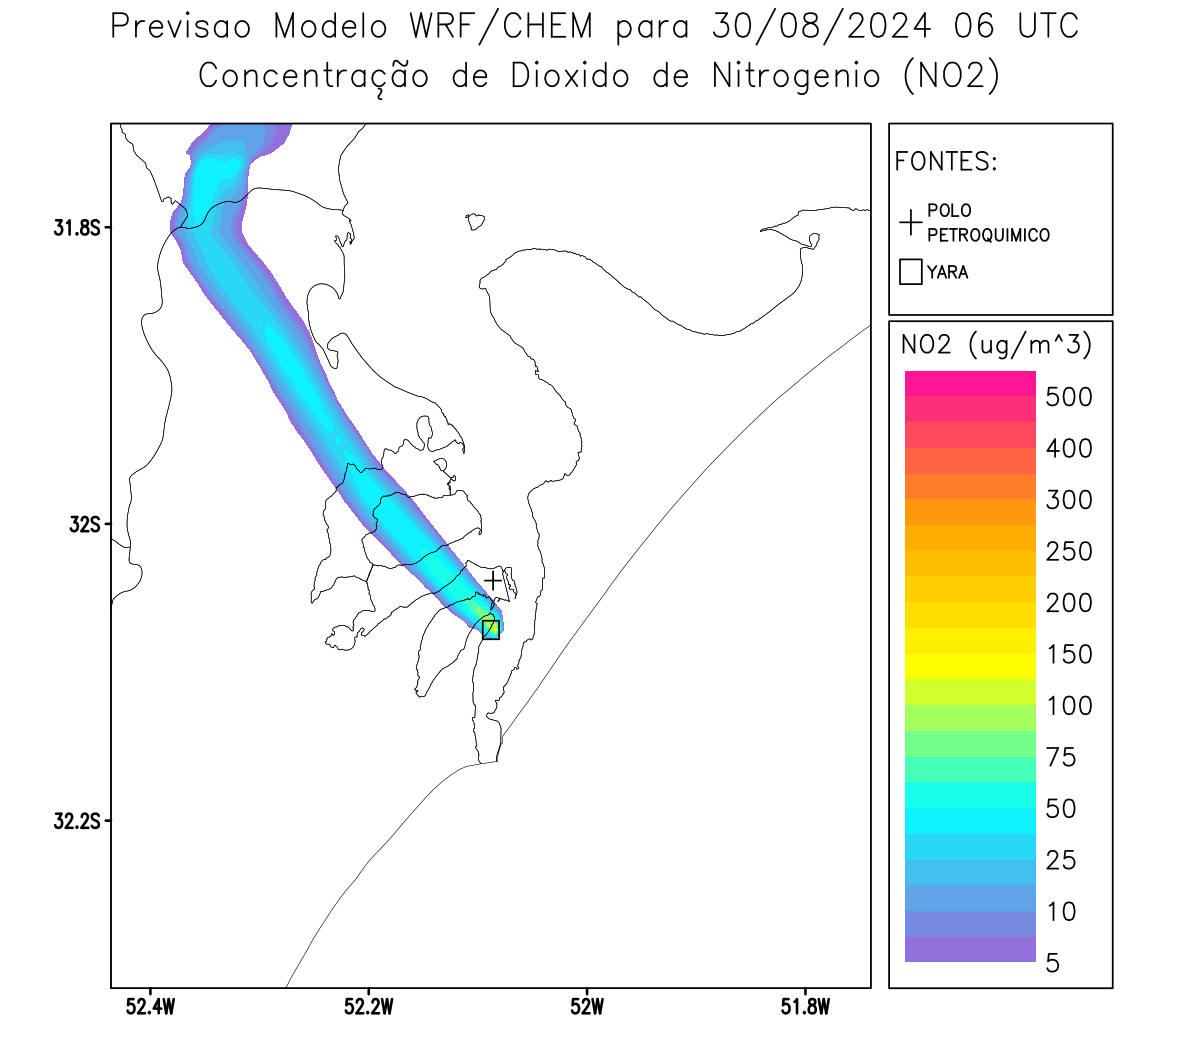 Previsao Modelo WRF/CHEM para 30/08/2024 06 UTC
Concentração de Dioxido de Nitrogenio (NO2)
FONTES:
POLO
PETROQUIMICO
YARA
NO2 (ug/m^3)
500
400
300
250
200
150
100
75
50
25
10
5
31.8S
32S
32.2S
52.4W
52.2W
52W
51.8W